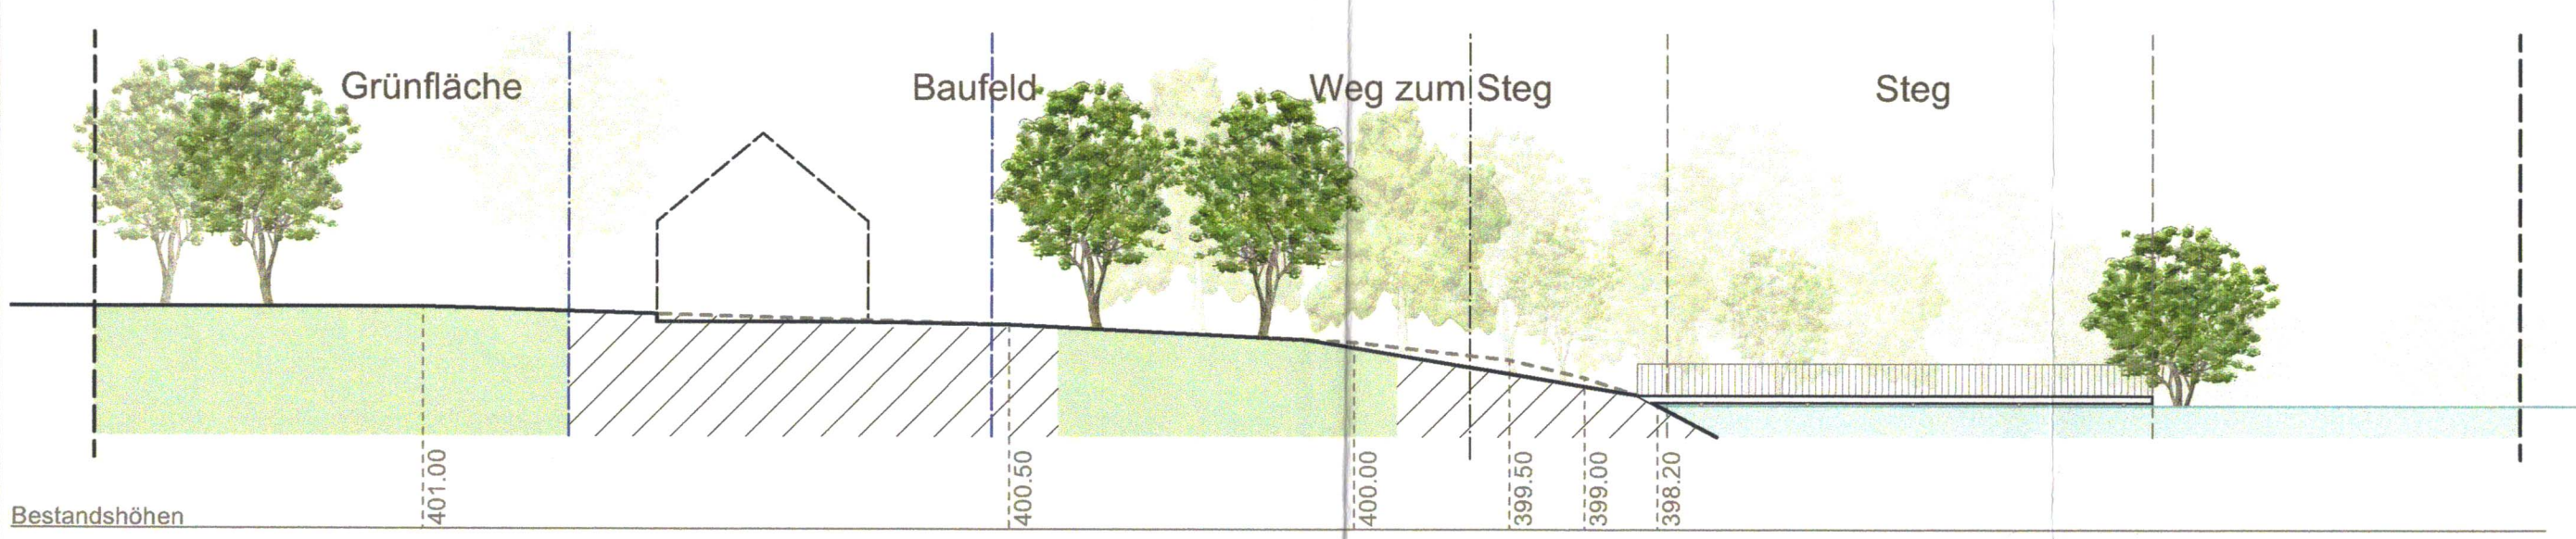 Grünfläche
Baufeld
Weg zum Steg
Steg
401.00
400.50
400.00
399.50
399.00
398.20
Bestandshöhen